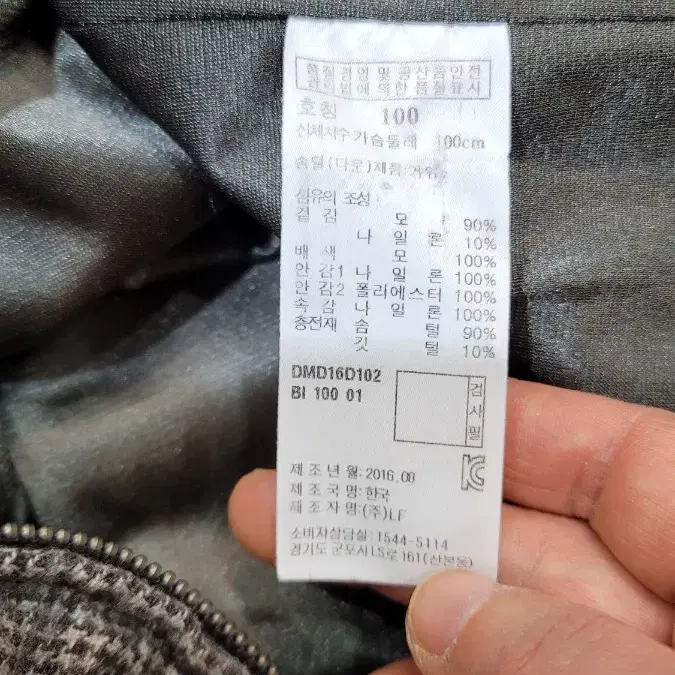 품질경영 및 공산품안전
관리법에 의한 품질표시
호칭 100
신체치수 가슴둘레 100cm
솜털(다운)제품:거위
섬유의 조성
겉 감 모 90%
나 일 론 10%
배 색 모 100%
안 감1 나 일 론 100%
안 감2 폴리에스터 100%
속 감 나 일 론 100%
충전재 솜 털 90%
깃 털 10%
DMD16D102
BI 100 01
검사필
제 조 년 월:2016.08
제 조 국 명:한국
제 조 자 명:(주)LF
소비자상담실:1544-5114
경기도 군포시 LS로 161(산본동)